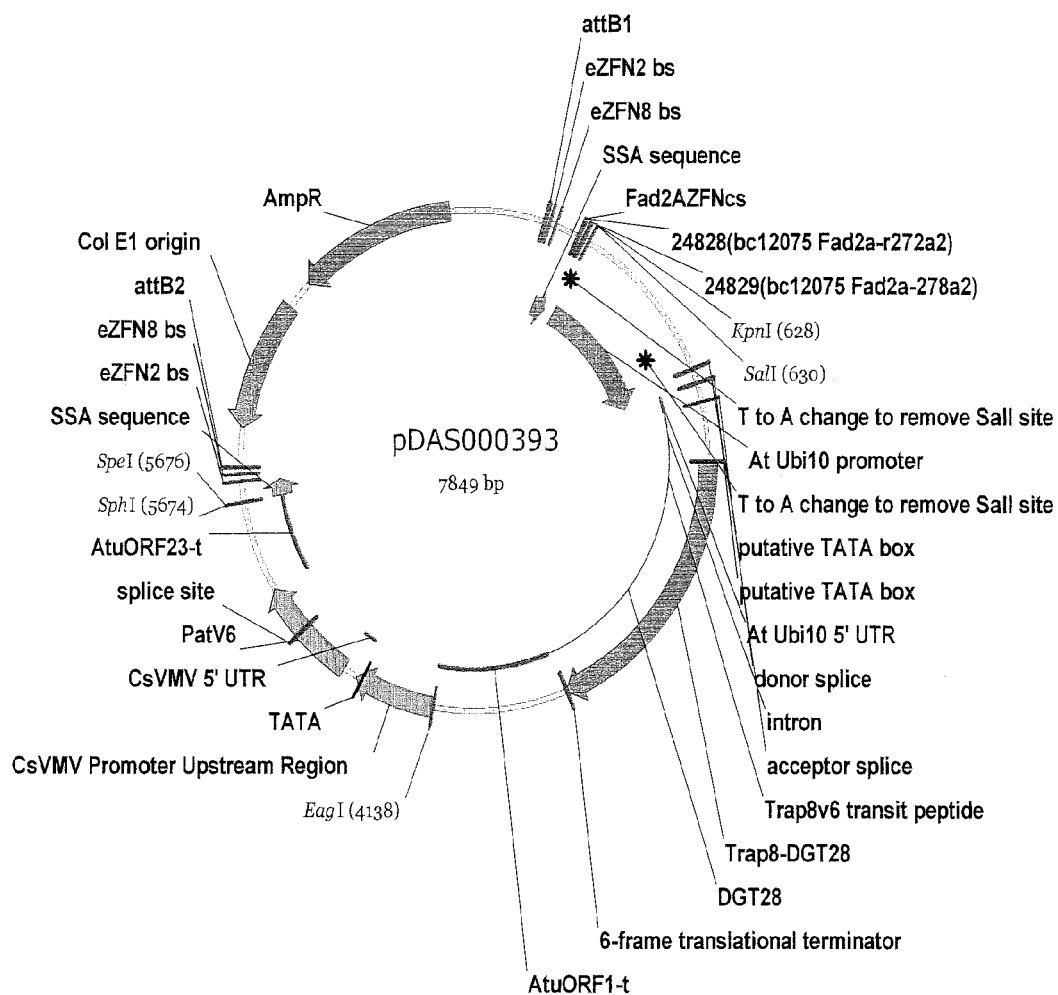 attB1
eZFN2 bs
eZFN8 bs
SSA sequence
Fad2AZFNcs
24828(bc12075 Fad2a-r272a2)
24829(bc12075 Fad2a-278a2)
KpnI (628)
SalI (630)
T to A change to remove SalI site
At Ubi10 promoter
T to A change to remove SalI site
putative TATA box
putative TATA box
At Ubi10 5' UTR
donor splice
intron
acceptor splice
Trap8v6 transit peptide
Trap8-DGT28
DGT28
6-frame translational terminator
AtuORF1-t
EagI (4138)
CsVMV Promoter Upstream Region
TATA
CsVMV 5' UTR
PatV6
splice site
AtuORF23-t
SphI (5674)
SpeI (5676)
SSA sequence
eZFN2 bs
eZFN8 bs
attB2
Col E1 origin
AmpR
pDAS000393
7849 bp